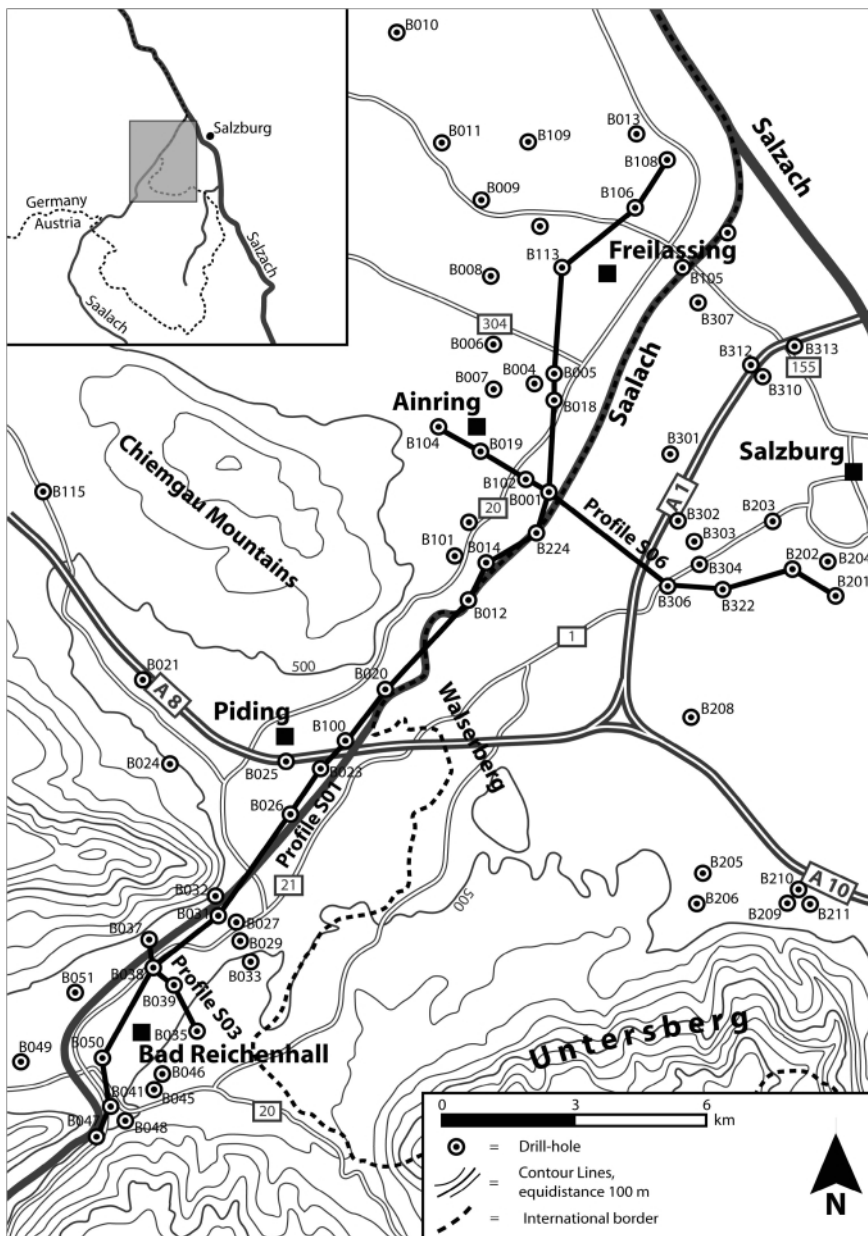 B010
Salzburg
Germany
Austria
Salzach
Saalach
B011
B109
B013
B108
B009
B106
Salzach
B113
Freilassing
B008
B105
B307
304
B006
B313
B312
155
B310
B007
B004
B005
B018
Saalach
Ainring
B104
B019
B301
Salzburg
Chiemgau Mountains
B115
B102
B001
A 1
20
Profile S06
B302
B203
B303
B101
B014
B224
B304
B202
B204
B306
B322
B201
B012
1
500
B021
A 8
B020
Walserberg
B208
Piding
B100
B024
B025
B023
B026
Profile S01
21
500
B205
B210
A 10
B206
B209
B211
B032
B031
B027
B037
B029
B033
B038
B051
B039
Profile S03
B035
Bad Reichenhall
Untersberg
B050
B049
B046
B045
B041
B047
B048
20
0 3 6
km
= Drill-hole
= Contour Lines,
equidistance 100 m
= International border
N